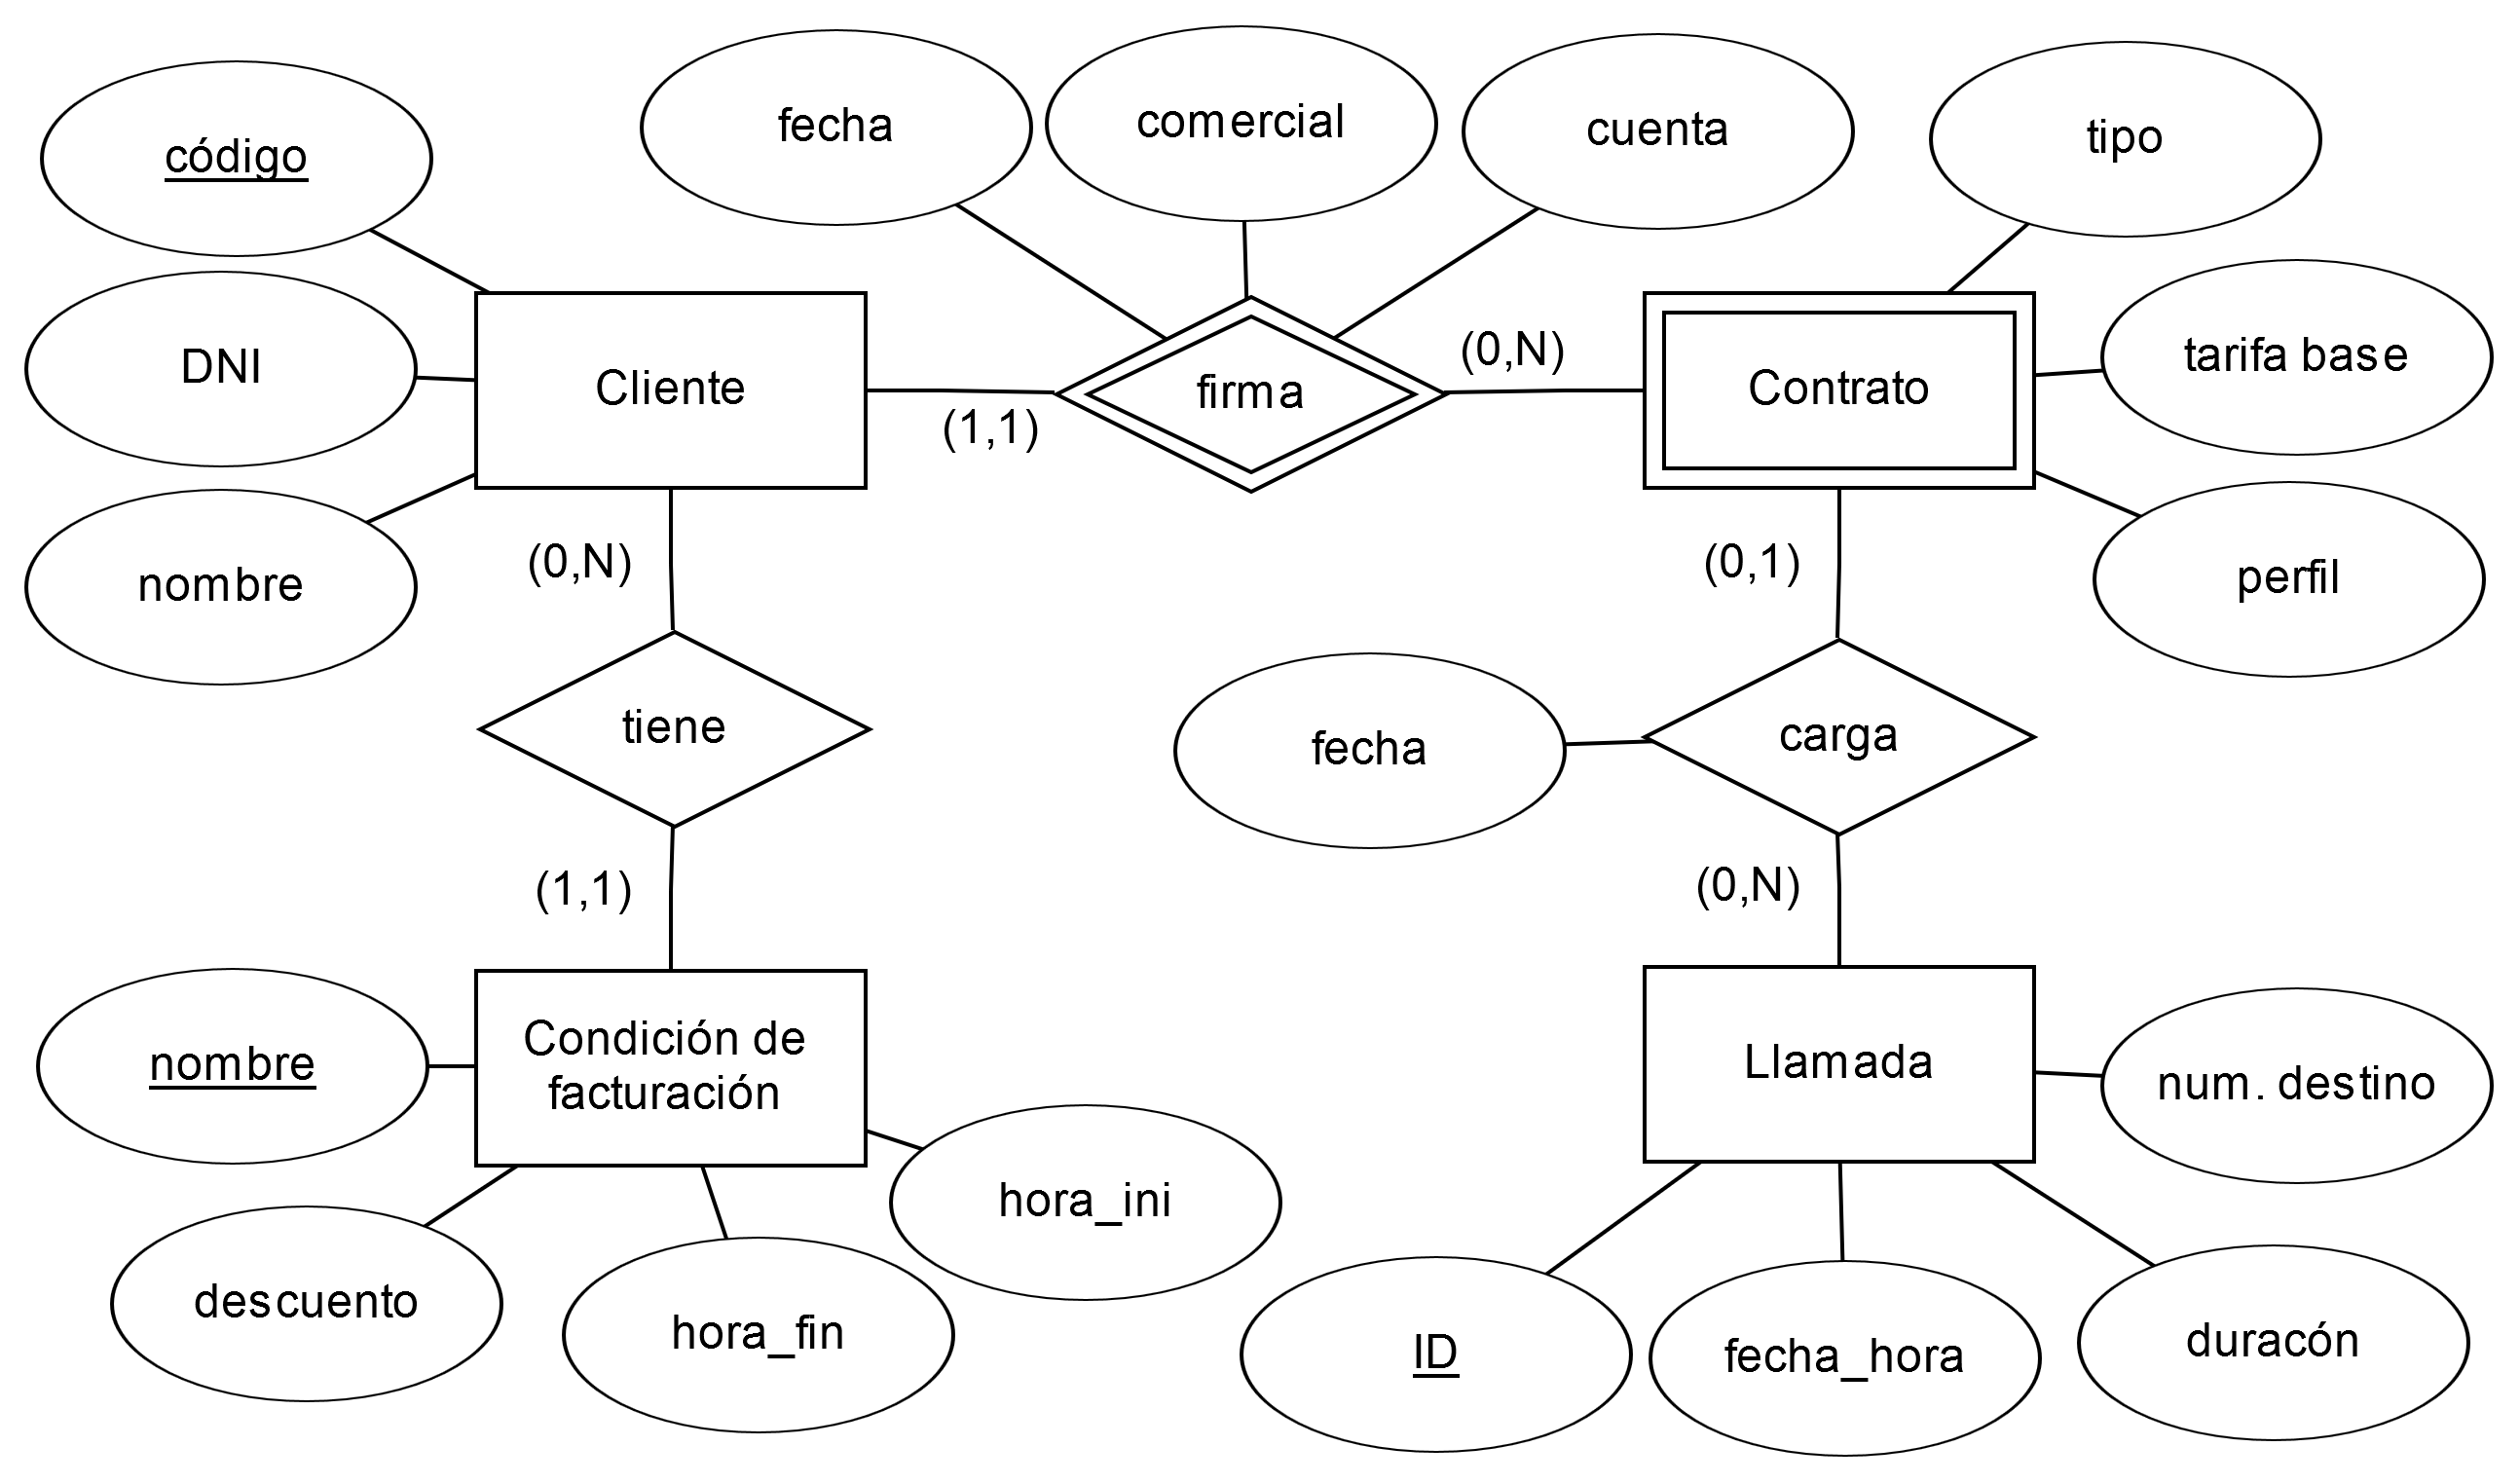 fecha
comercial
cuenta
tipo
código
DNI
nombre
Cliente
(1,1)
firma
(0,N)
Contrato
tarifa base
perfil
(0,N)
(0,1)
tiene
fecha
carga
(1,1)
(0,N)
nombre
Condición de
facturación
Llamada
num. destino
hora_ini
descuento
hora_fin
ID
fecha_hora
duracón